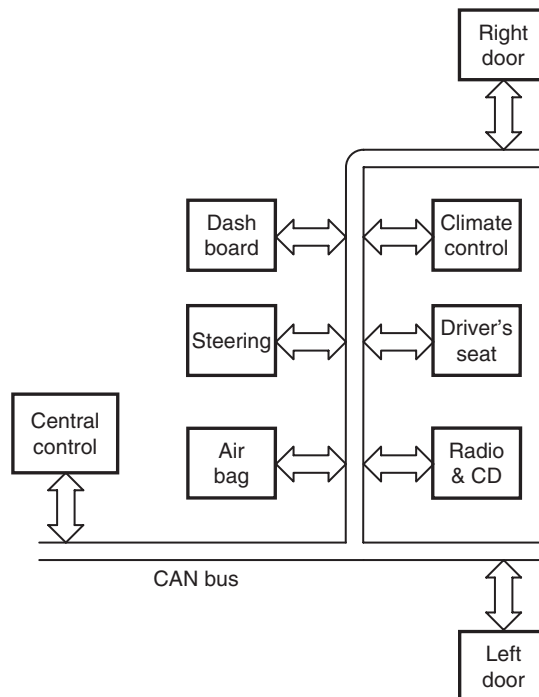 Right
door
Dash
board
Climate
control
Steering
Driver's
seat
Central
control
Air
bag
Radio
& CD
CAN bus
Left
door